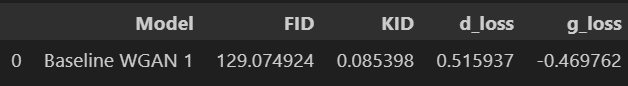 Model FID KID d_loss g_loss
0 Baseline WGAN 1 129.074924 0.085398 0.515937 -0.469762